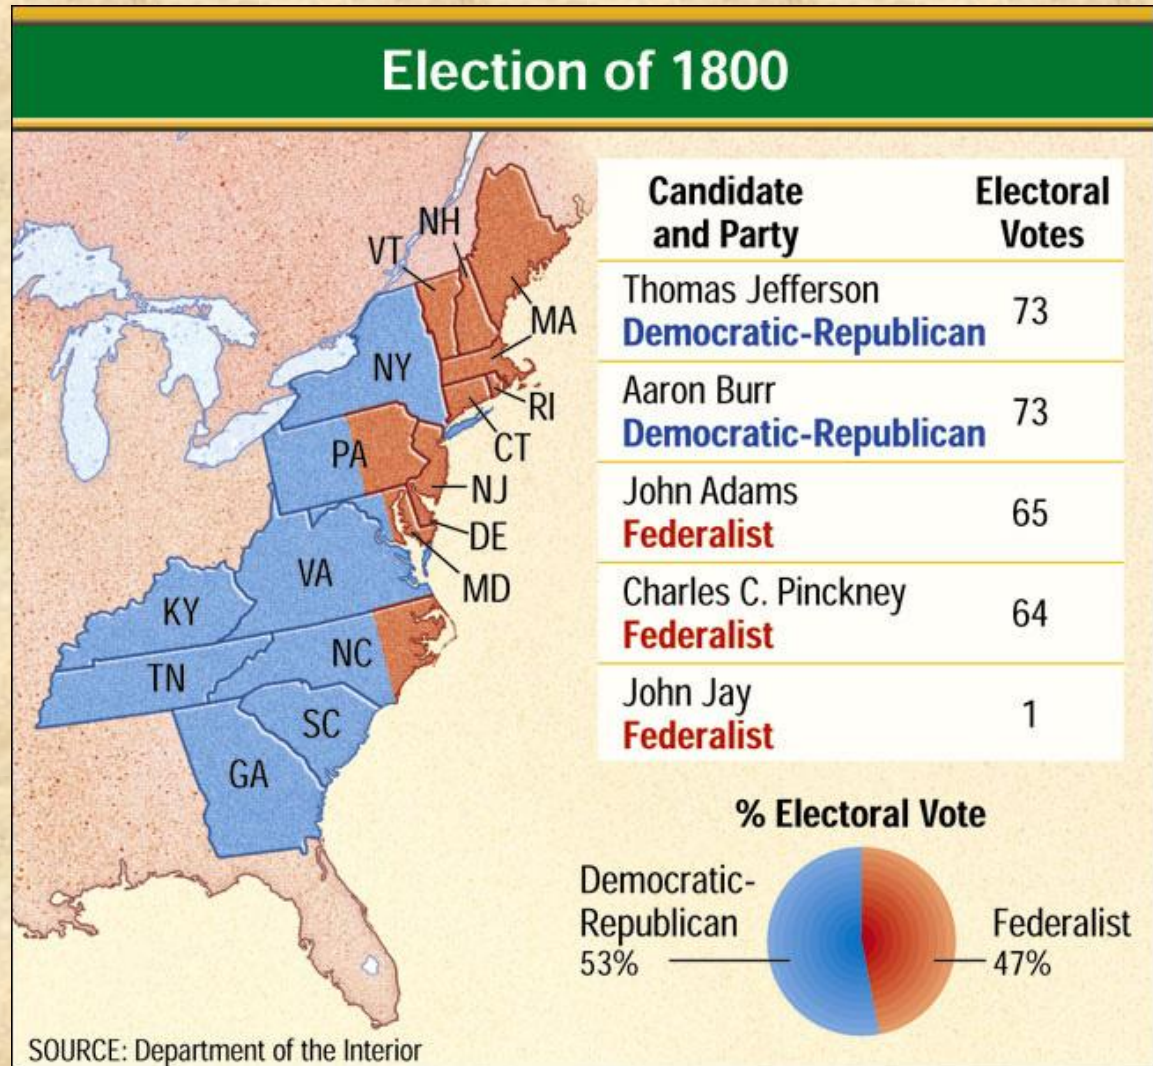 Election of 1800
NH
VT
MA
NY
RI
CT
PA
NJ
DE
MD
VA
KY
NC
TN
SC
GA
Candidate
and Party
Electoral
Votes
Thomas Jefferson
Democratic-Republican
73
Aaron Burr
Democratic-Republican
73
John Adams
Federalist
65
Charles C. Pinckney
Federalist
64
John Jay
Federalist
1
% Electoral Vote
Democratic-
Republican
53%
Federalist
47%
SOURCE: Department of the Interior